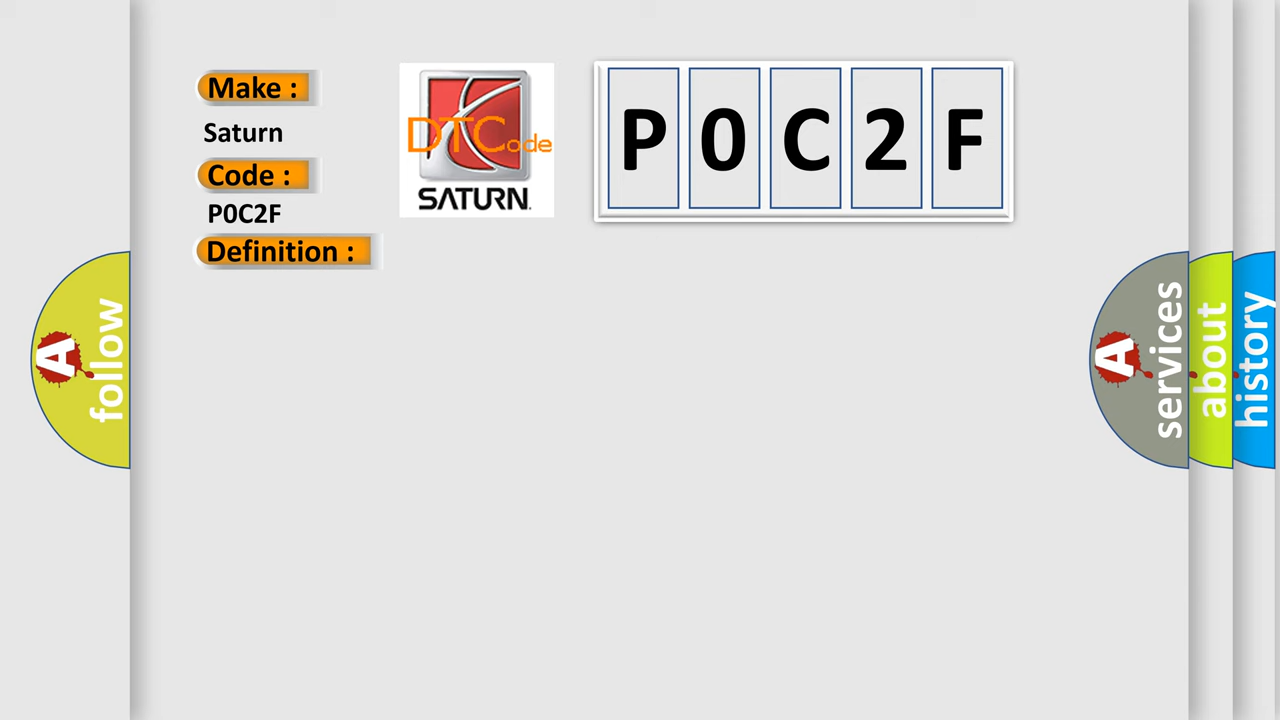 Make :
Saturn
Code :
P0C2F
Definition :
DTCode
SATURN
P 0 C 2 F
A follow
A services
about
history